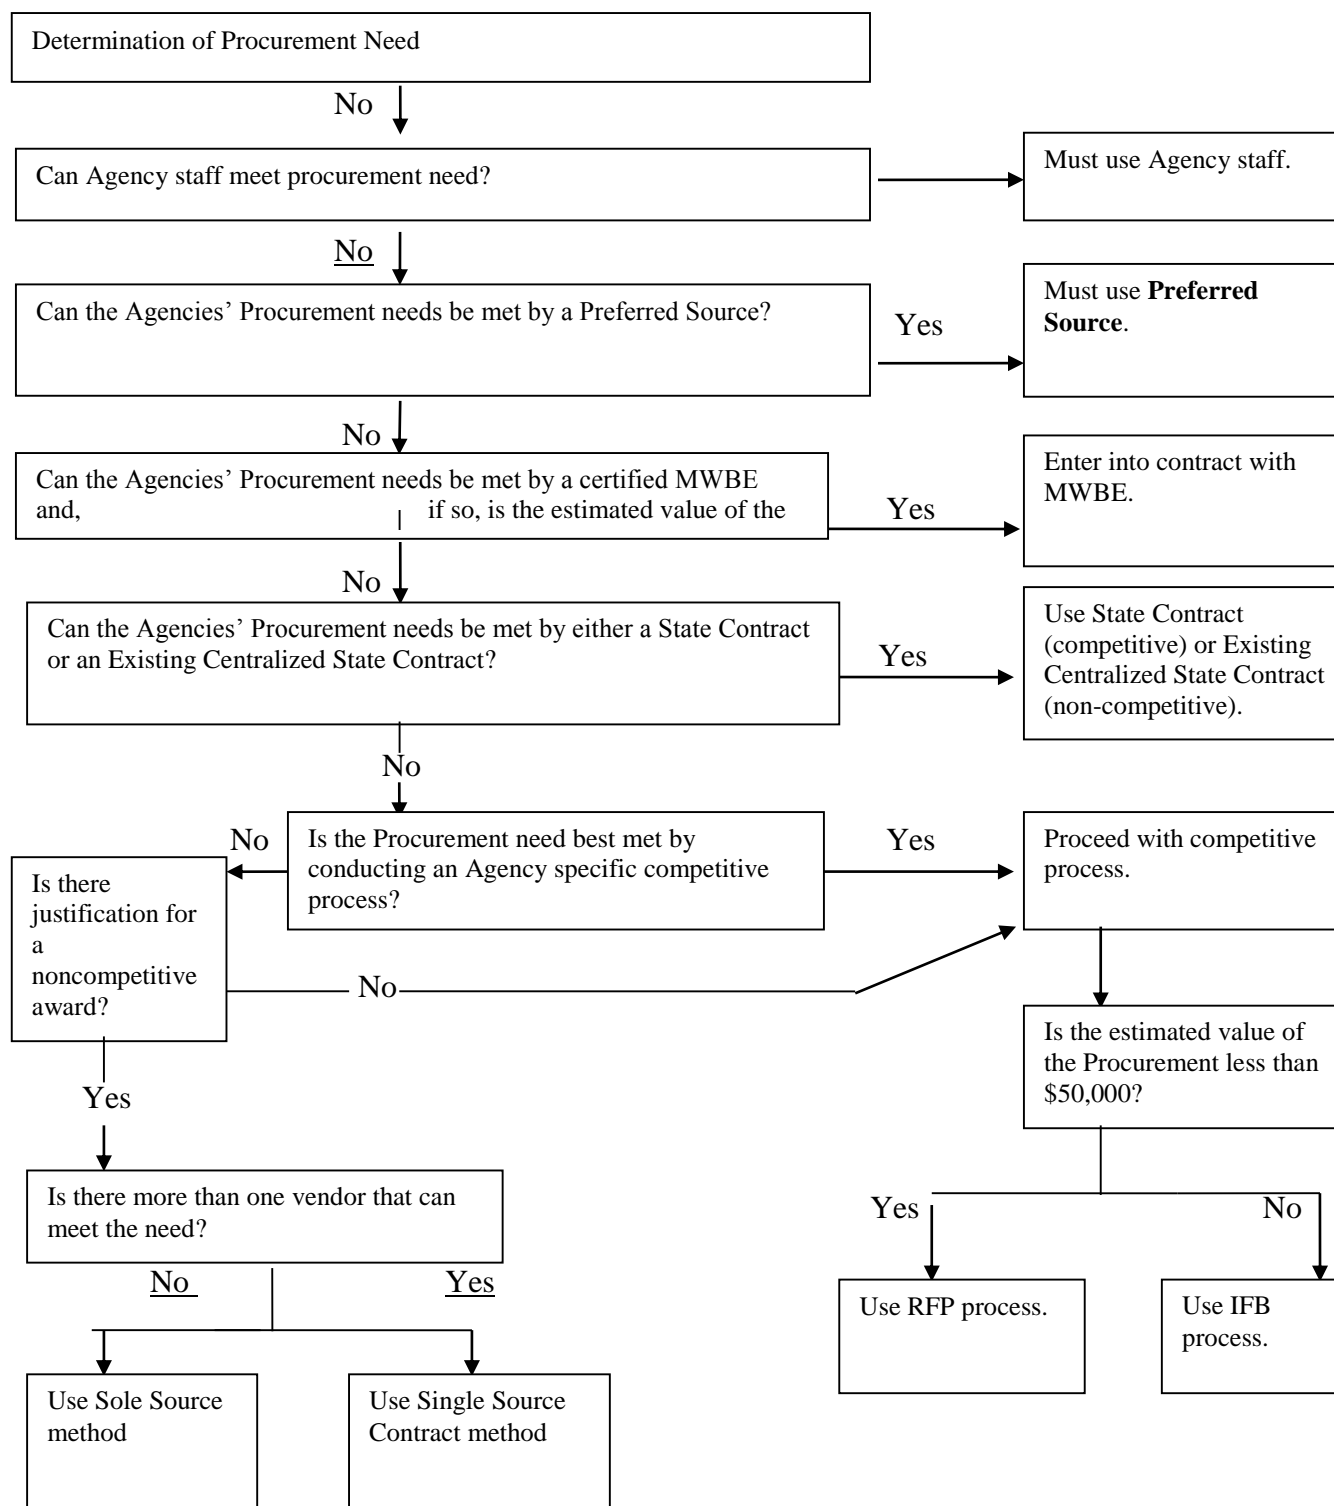 Determination of Procurement Need
No
Can Agency staff meet procurement need?
Must use Agency staff.
No
Can the Agencies’ Procurement needs be met by a Preferred Source?
Yes
Must use Preferred
Source.
No
Can the Agencies’ Procurement needs be met by a certified MWBE
and, if so, is the estimated value of the
Yes
Enter into contract with
MWBE.
No
Can the Agencies’ Procurement needs be met by either a State Contract
or an Existing Centralized State Contract?
Yes
Use State Contract
(competitive) or Existing
Centralized State Contract
(non-competitive).
No
Is the Procurement need best met by
conducting an Agency specific competitive
process?
No
Yes
Proceed with competitive
process.
Is there
justification for
a
noncompetitive
award?
No
Yes
Is the estimated value of
the Procurement less than
$50,000?
Is there more than one vendor that can
meet the need?
Yes
No
No
Yes
Use RFP process.
Use IFB
process.
Use Sole Source
method
Use Single Source
Contract method